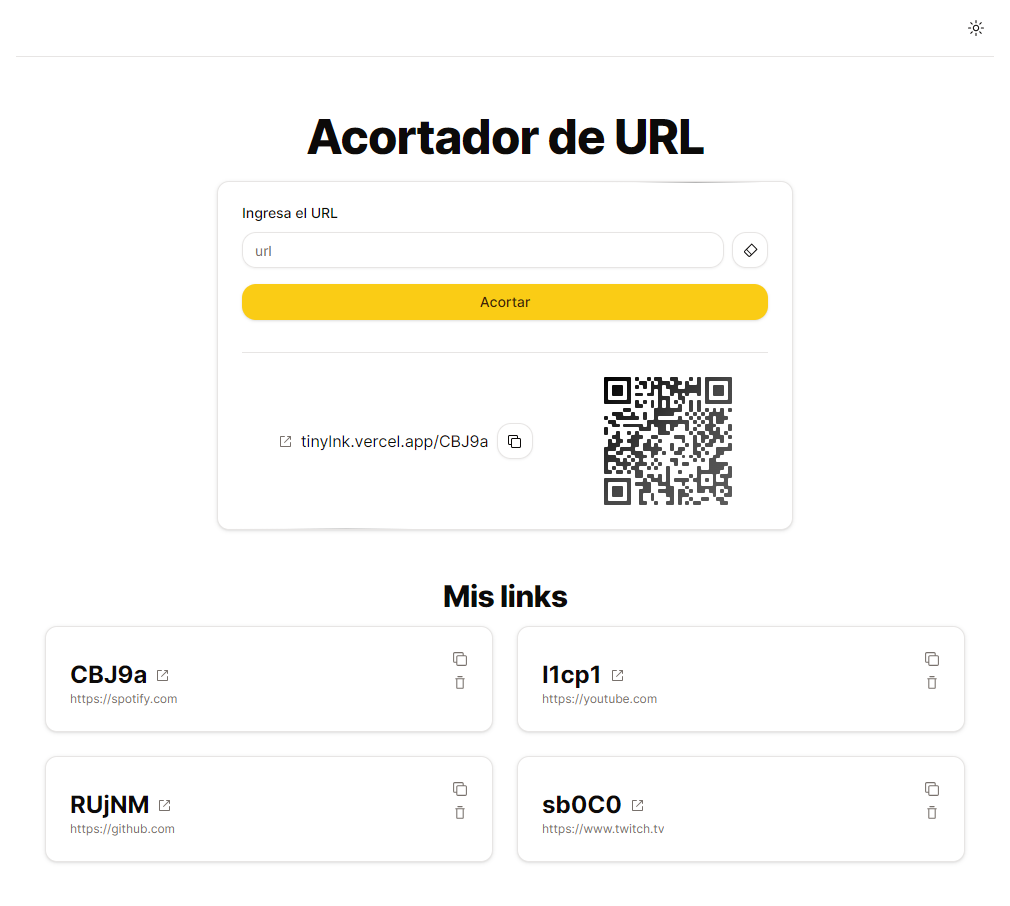 Acortador de URL
Ingresa el URL
url
Acortar
tinylnk.vercel.app/CBJ9a
Mis links
CBJ9a
https://spotify.com
l1cp1
https://youtube.com
RUjNM
https://github.com
sb0C0
https://www.twitch.tv